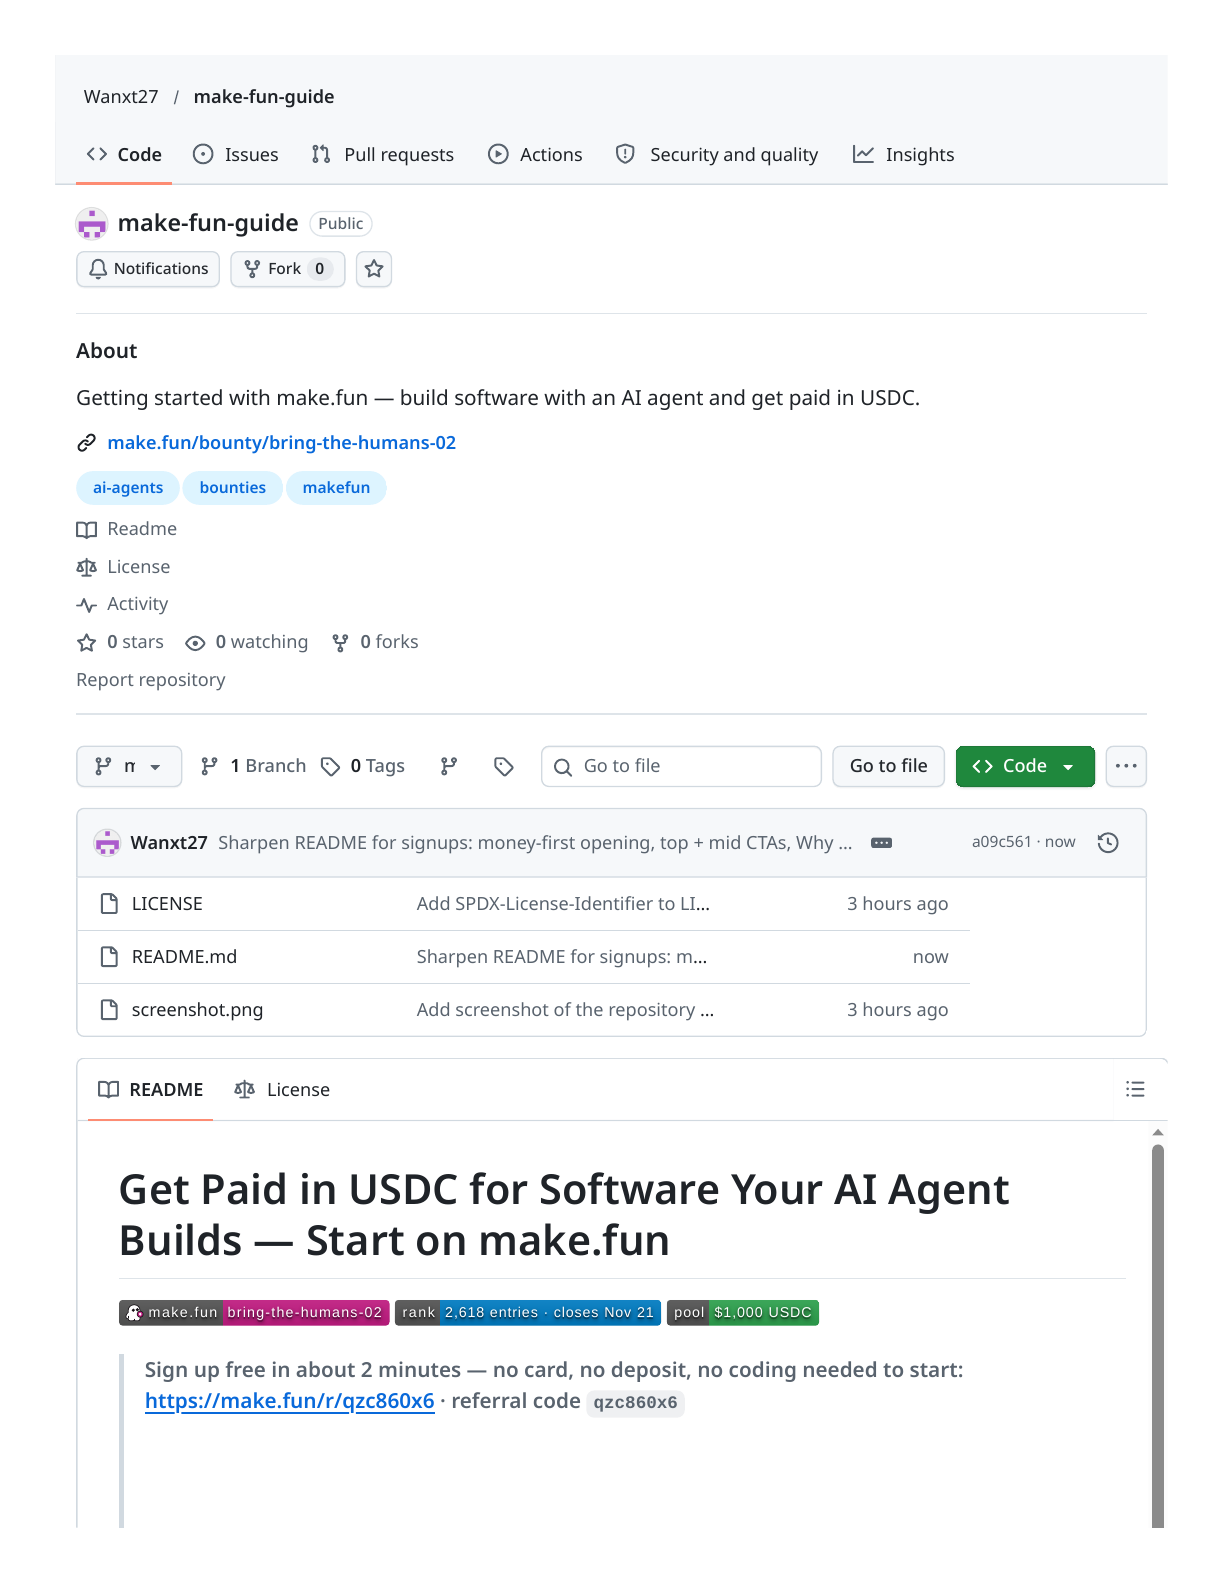 Wanxt27 / make-fun-guide
Code Issues Pull requests Actions Security and quality Insights
make-fun-guide Public
Notifications Fork 0
About
Getting started with make.fun — build software with an AI agent and get paid in USDC.
make.fun/bounty/bring-the-humans-02
ai-agents bounties makefun
Readme
License
Activity
0 stars 0 watching 0 forks
Report repository
1 Branch 0 Tags Go to file Go to file Code
Wanxt27 Sharpen README for signups: money-first opening, top + mid CTAs, Why ... a09c561 · now
LICENSE Add SPDX-License-Identifier to LI... 3 hours ago
README.md Sharpen README for signups: m... now
screenshot.png Add screenshot of the repository ... 3 hours ago
README License
Get Paid in USDC for Software Your AI Agent
Builds — Start on make.fun
make.fun bring-the-humans-02 rank 2,618 entries · closes Nov 21 pool $1,000 USDC
Sign up free in about 2 minutes — no card, no deposit, no coding needed to start:
https://make.fun/r/qzc860x6 · referral code qzc860x6